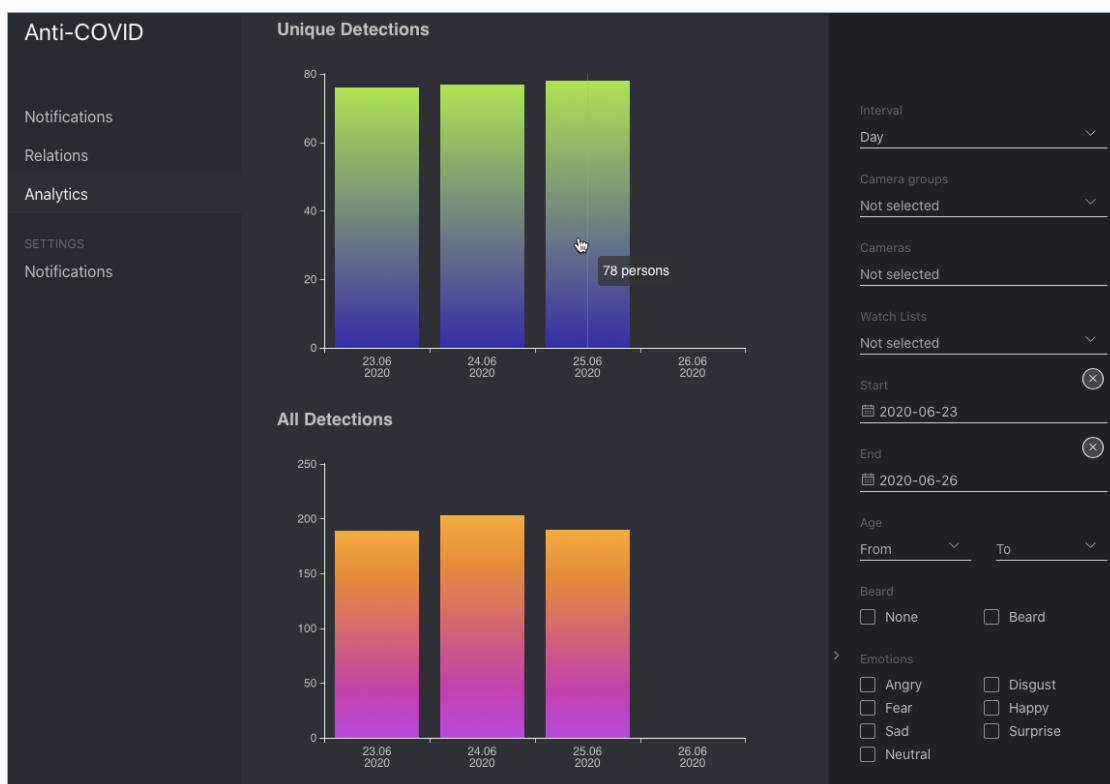 Anti-COVID
Notifications
Relations
Analytics
SETTINGS
Notifications
Unique Detections
80
60
40
20
0
78 persons
23.06
2020
24.06
2020
25.06
2020
26.06
2020
All Detections
250
200
150
100
50
0
23.06
2020
24.06
2020
25.06
2020
26.06
2020
Interval
Day
Camera groups
Not selected
Cameras
Not selected
Watch Lists
Not selected
Start
2020-06-23
End
2020-06-26
Age
From To
Beard
None Beard
Emotions
Angry Disgust
Fear Happy
Sad Surprise
Neutral